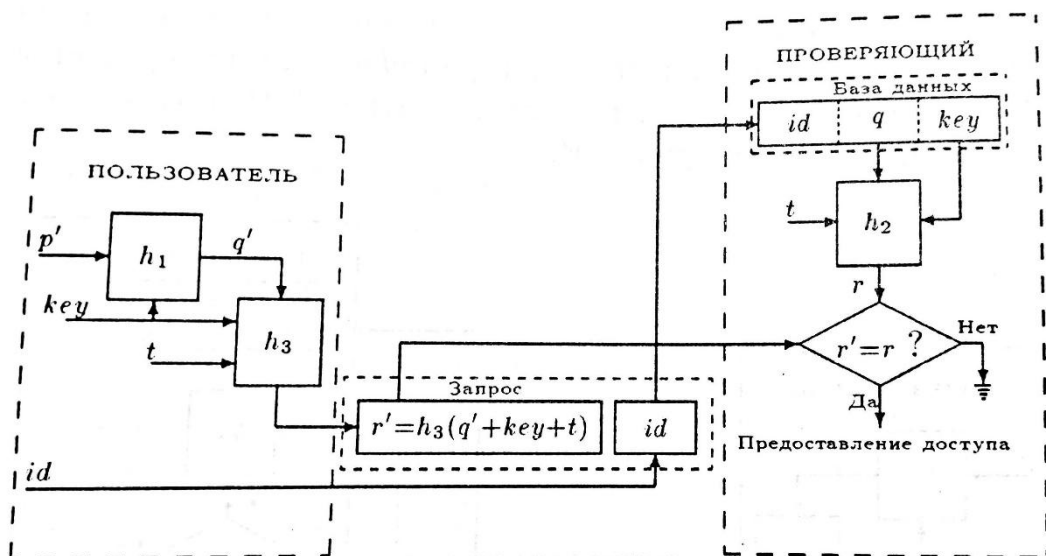 ПРОВЕРЯЮЩИЙ
База данных
id q key
ПОЛЬЗОВАТЕЛЬ
t
h₂
p'
h₁
q'
r
key
h₃
t
r'=r ?
Нет
Запрос
Да
r'=h₃(q'+key+t)
id
Предоставление доступа
id